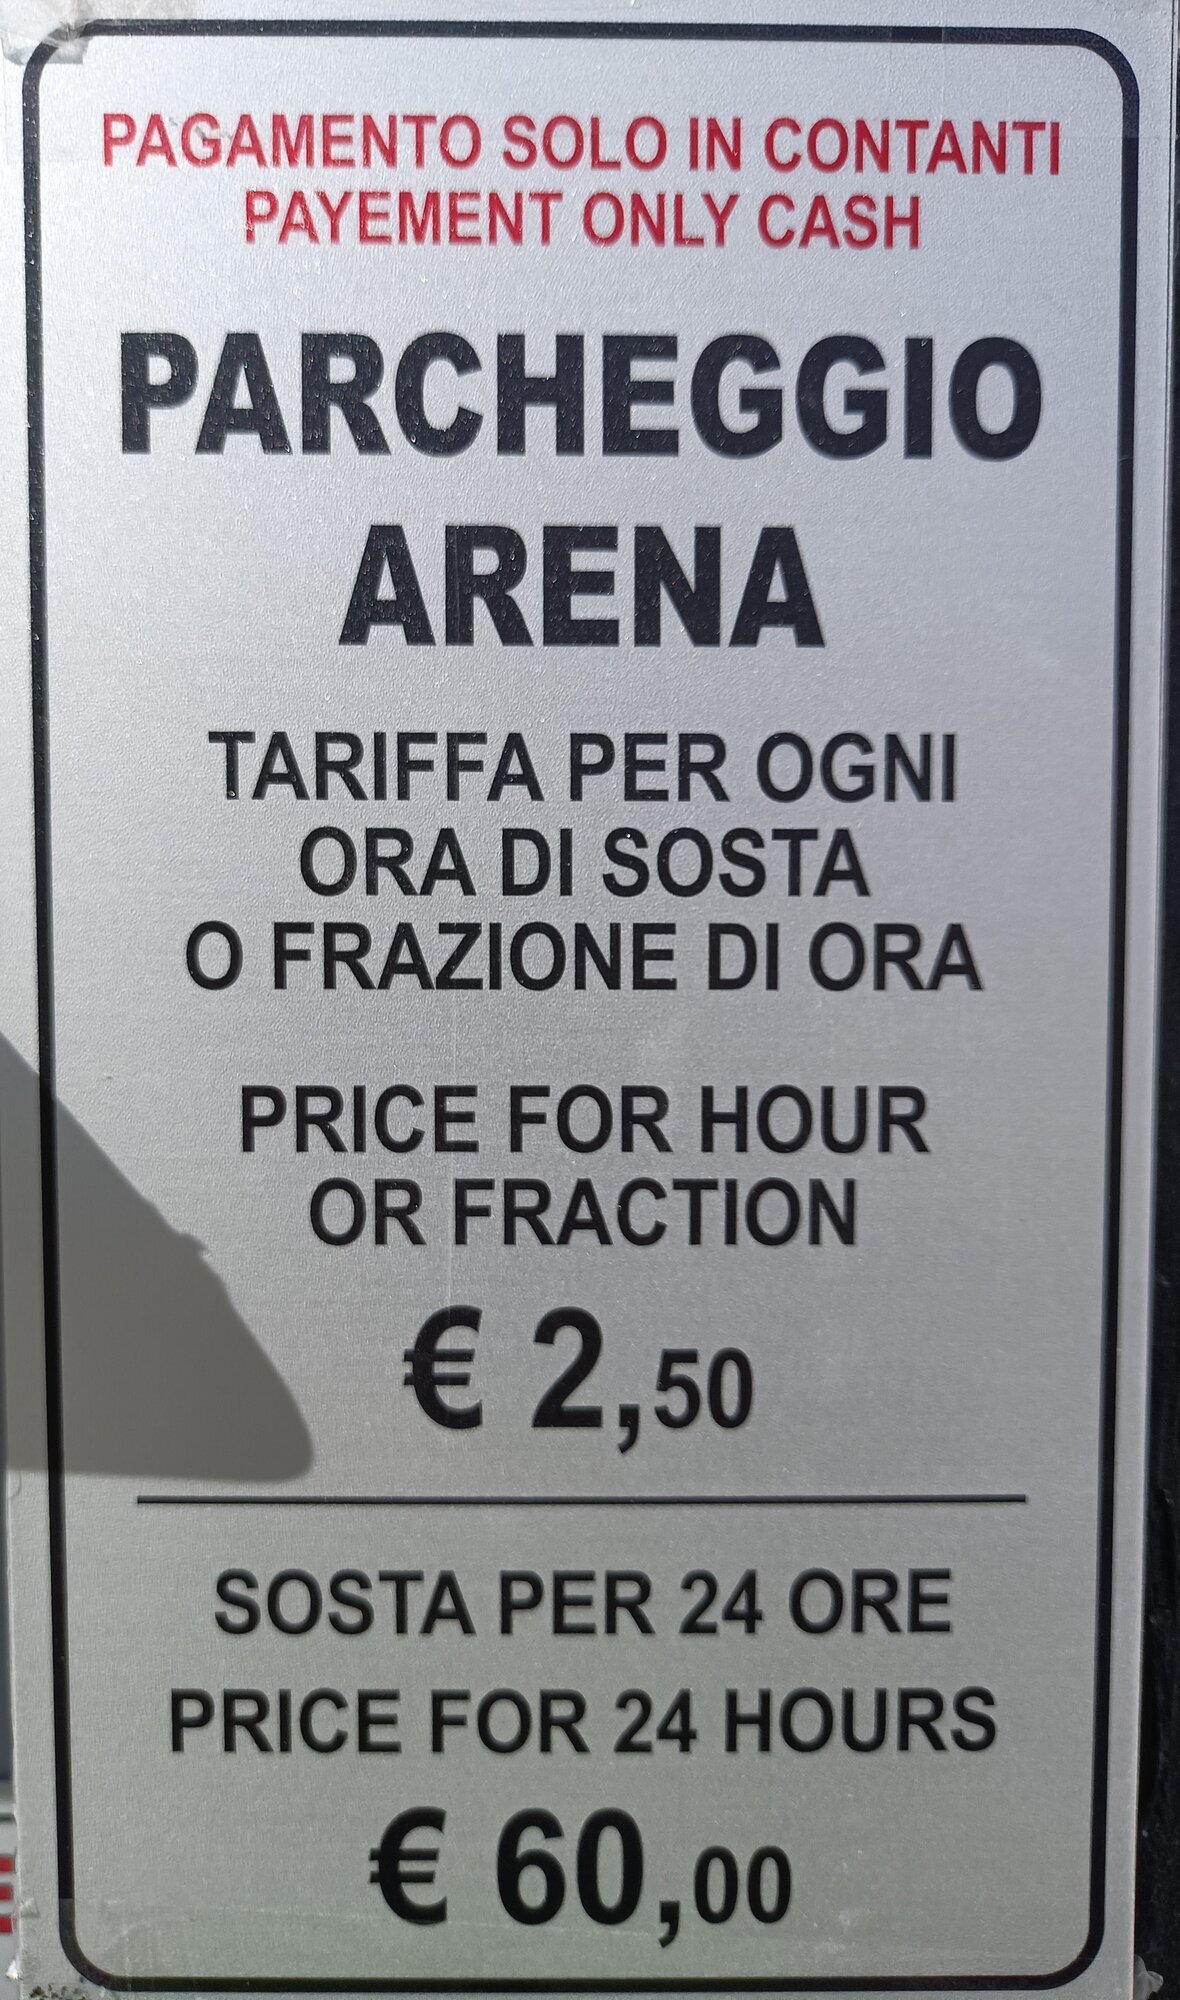 PAGAMENTO SOLO IN CONTANTI
PAYEMENT ONLY CASH
PARCHEGGIO
ARENA
TARIFFA PER OGNI
ORA DI SOSTA
O FRAZIONE DI ORA
PRICE FOR HOUR
OR FRACTION
€ 2,50
SOSTA PER 24 ORE
PRICE FOR 24 HOURS
€ 60,00